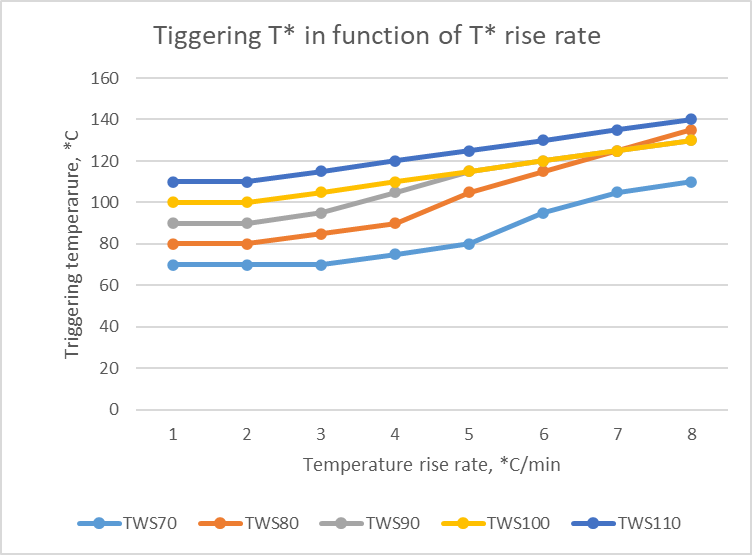 Tiggering T* in function of T* rise rate
Triggering temperarure, *C
160
140
120
100
80
60
40
20
0
1 2 3 4 5 6 7 8
Temperature rise rate, *C/min
TWS70 TWS80 TWS90 TWS100 TWS110